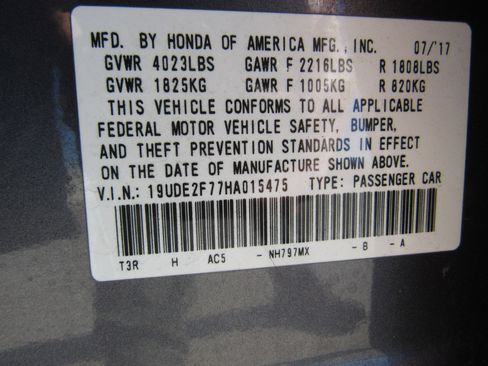 MFD. BY HONDA OF AMERICA MFG., INC. 07/'17
GVWR 4023LBS GAWR F 2216LBS R 1808LBS
GVWR 1825KG GAWR F 1005KG R 820KG
THIS VEHICLE CONFORMS TO ALL APPLICABLE
FEDERAL MOTOR VEHICLE SAFETY, BUMPER,
AND THEFT PREVENTION STANDARDS IN EFFECT
ON THE DATE OF MANUFACTURE SHOWN ABOVE.
V.I.N.: 19UDE2F77HA015475 TYPE: PASSENGER CAR
T3R H AC5 - NH797MX - B - A